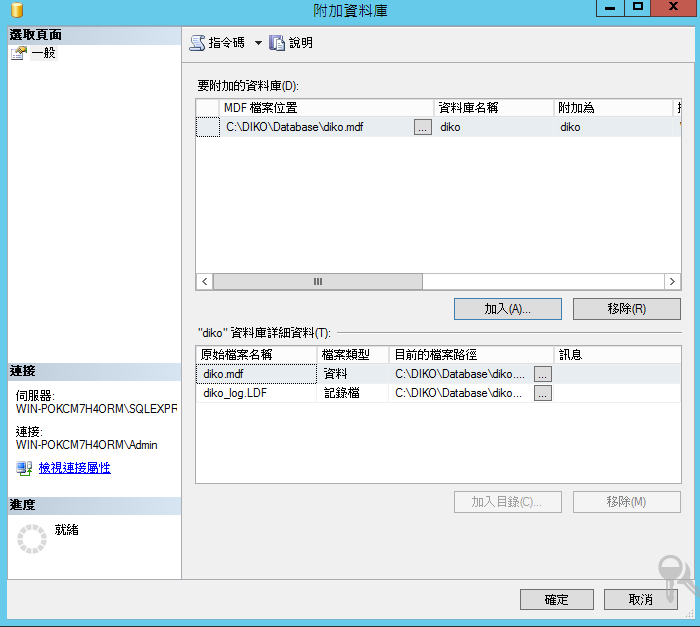 附加資料庫
選取頁面
一般
指令碼 說明
要附加的資料庫(D):
MDF 檔案位置 資料庫名稱 附加為
C:\DIKO\Database\diko.mdf ... diko diko
加入(A)... 移除(R)
"diko" 資料庫詳細資料(T):
原始檔案名稱 檔案類型 目前的檔案路徑 訊息
diko.mdf 資料 C:\DIKO\Database\diko.... ...
diko_log.LDF 記錄檔 C:\DIKO\Database\diko... ...
加入目錄(C)... 移除(M)
連接
伺服器:
WIN-POKCM7H4ORM\SQLEXPR
連接:
WIN-POKCM7H4ORM\Admin
檢視連接屬性
進度
就緒
確定 取消